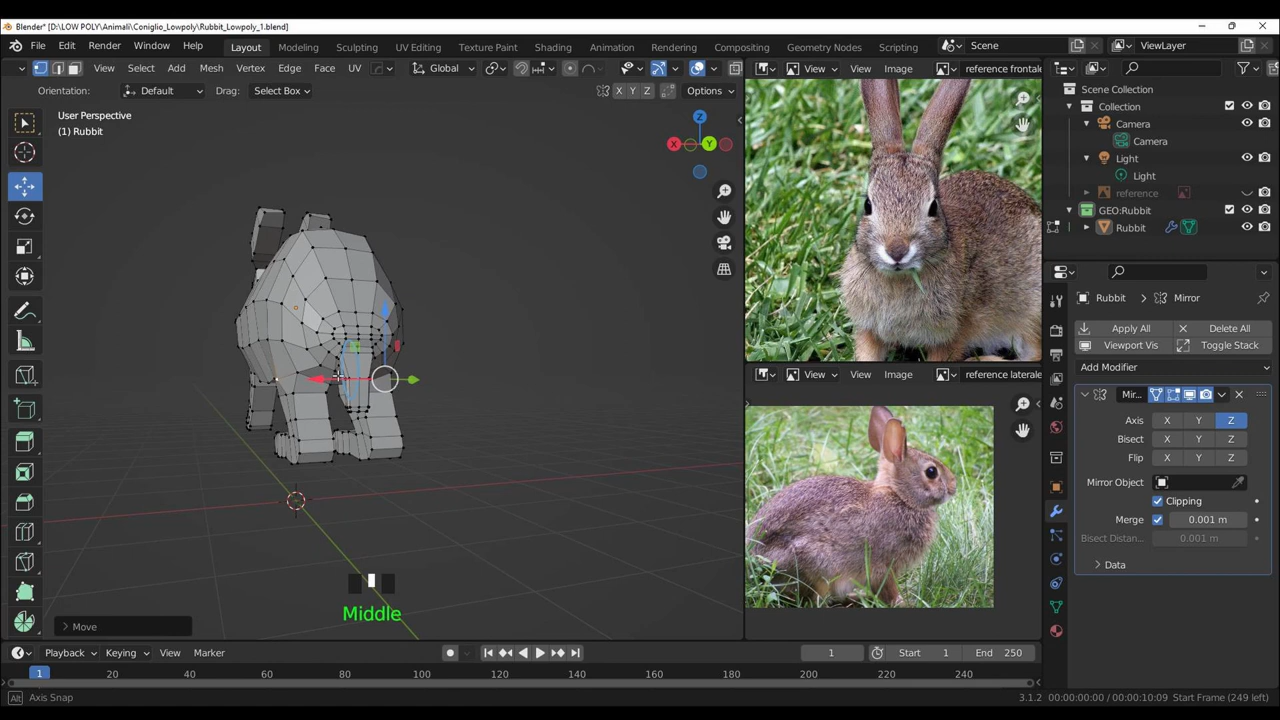 Blender* [D:\LOW POLY\Animali\Coniglio_Lowpoly\Rubbit_Lowpoly_1.blend]
File Edit Render Window Help Layout Modeling Sculpting UV Editing Texture Paint Shading Animation Rendering Compositing Geometry Nodes Scripting Scene ViewLayer
View Select Add Mesh Vertex Edge Face UV Global View View Image reference frontale
Orientation: Default Drag: Select Box X Y Z Options
Scene Collection
Collection
Camera
Camera
Light
Light
reference
GEO:Rubbit
Rubbit
User Perspective
(1) Rubbit
Z
X
Y
Rubbit Mirror
Apply All Delete All
Viewport Vis Toggle Stack
Add Modifier
View View Image reference laterale
Mir...
Axis X Y Z
Bisect X Y Z
Flip X Y Z
Mirror Object
Clipping
Merge 0.001 m
Bisect Distan... 0.001 m
Data
Middle
Move
Playback Keying View Marker 1 Start 1 End 250
1 20 40 60 80 100 120 140 160 180 200 220 240
Alt Axis Snap 3.1.2 00:00:00:00 / 00:00:10:09 Start Frame (249 left)